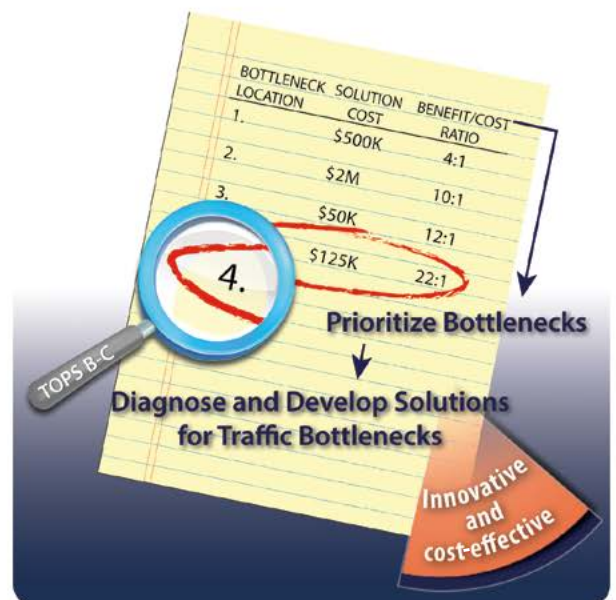 BOTTLENECK SOLUTION BENEFIT/COST
LOCATION COST RATIO
1. $500K 4:1
2. $2M 10:1
3. $50K 12:1
4. $125K 22:1
TOPS B-C
Prioritize Bottlenecks
Diagnose and Develop Solutions
for Traffic Bottlenecks
Innovative
and
cost-effective